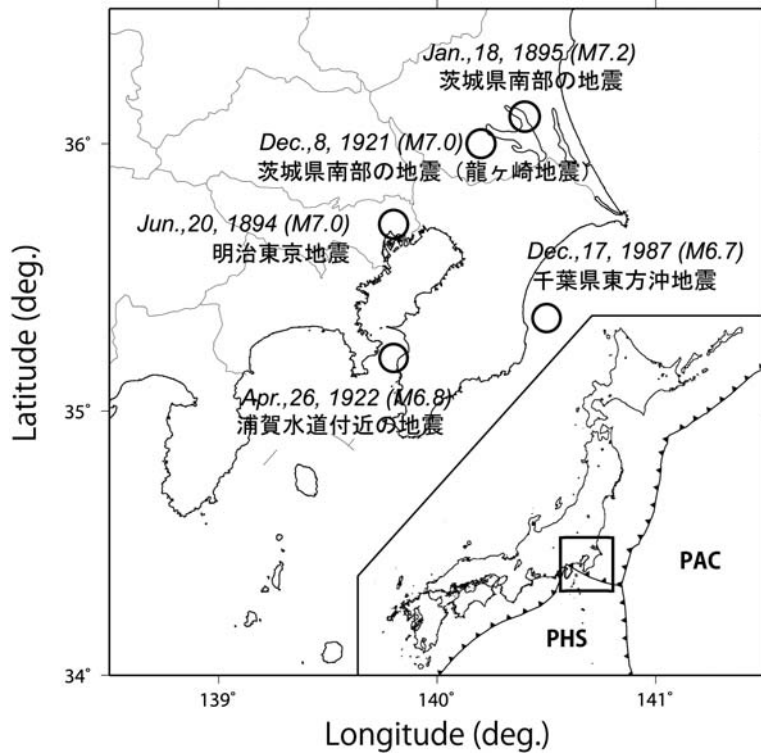 Jan.,18, 1895 (M7.2)
茨城県南部の地震
Dec.,8, 1921 (M7.0)
茨城県南部の地震（龍ヶ崎地震）
Jun.,20, 1894 (M7.0)
明治東京地震
Dec.,17, 1987 (M6.7)
千葉県東方沖地震
Apr.,26, 1922 (M6.8)
浦賀水道付近の地震
PAC
PHS
36°
35°
34°
139°
140°
141°
Latitude (deg.)
Longitude (deg.)